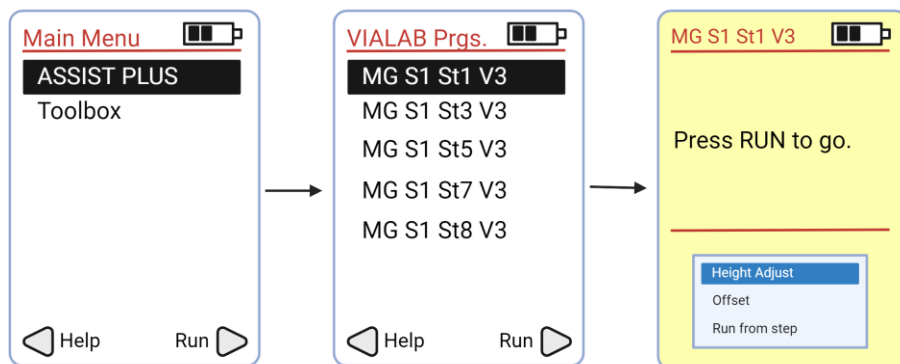 Main Menu
ASSIST PLUS
Toolbox
Help Run
VIALAB Prgs.
MG S1 St1 V3
MG S1 St3 V3
MG S1 St5 V3
MG S1 St7 V3
MG S1 St8 V3
Help Run
MG S1 St1 V3
Press RUN to go.
Height Adjust
Offset
Run from step